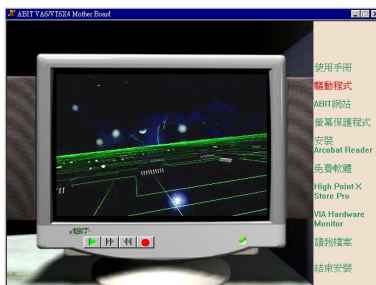 ABIT VA6/VT6X4 Mother Board
使用手冊
驅動程式
ABIT網站
螢幕保護程式
安裝
Arcobat Reader
免費軟體
High Point X
Store Pro
VIA Hardware
Monitor
讀我檔案
結束安裝
ABIT